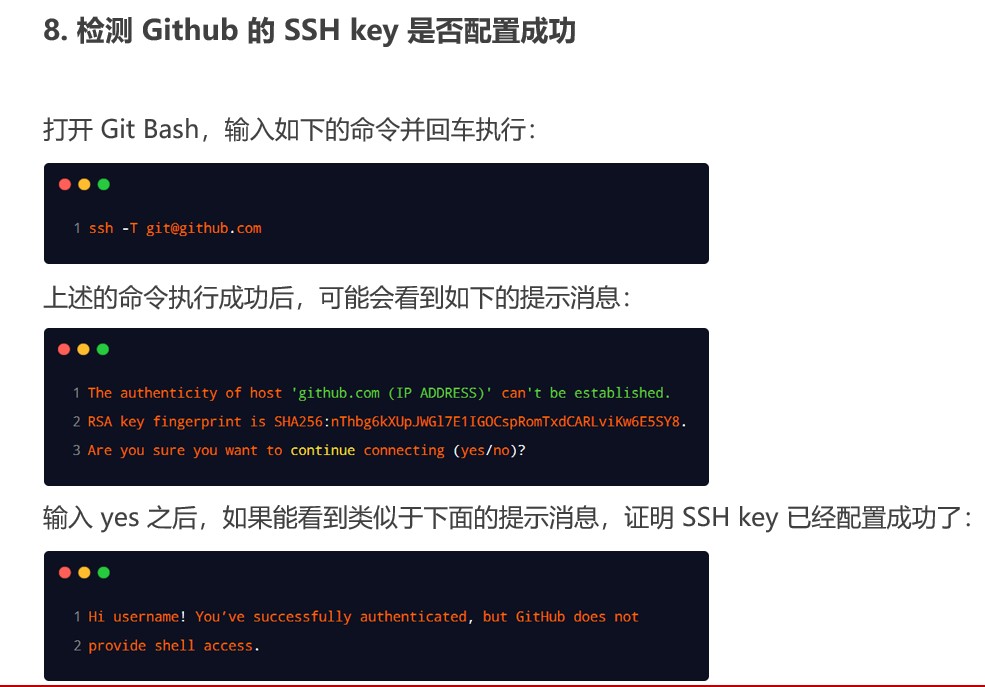 8. 检测 Github 的 SSH key 是否配置成功
打开 Git Bash，输入如下的命令并回车执行：
1 ssh -T git@github.com
上述的命令执行成功后，可能会看到如下的提示消息：
1 The authenticity of host 'github.com (IP ADDRESS)' can't be established.
2 RSA key fingerprint is SHA256:nThbg6kXUpJWGl7E1IGOCspRomTxdCARLviKw6E5SY8.
3 Are you sure you want to continue connecting (yes/no)?
输入 yes 之后，如果能看到类似于下面的提示消息，证明 SSH key 已经配置成功了：
1 Hi username! You've successfully authenticated, but GitHub does not
2 provide shell access.